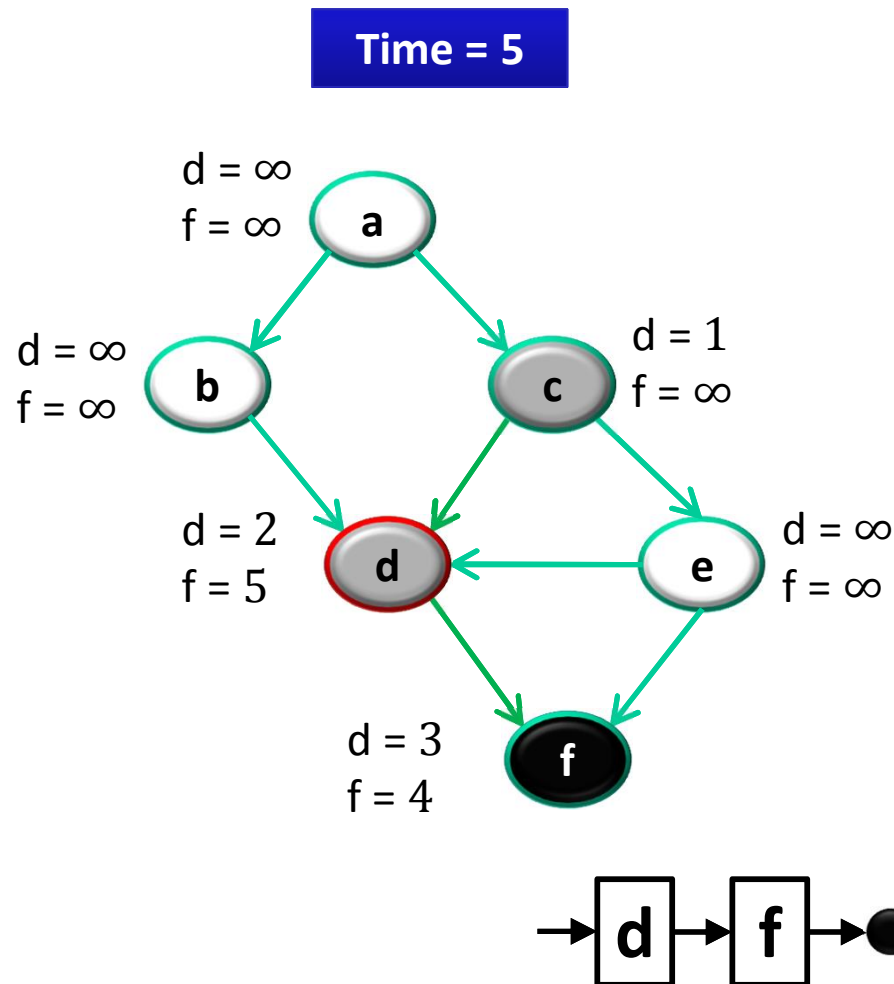 Time = 5
d = ∞
f = ∞
a
d = ∞
f = ∞
b
c
d = 1
f = ∞
d = 2
f = 5
d
e
d = ∞
f = ∞
d = 3
f = 4
f
d
f